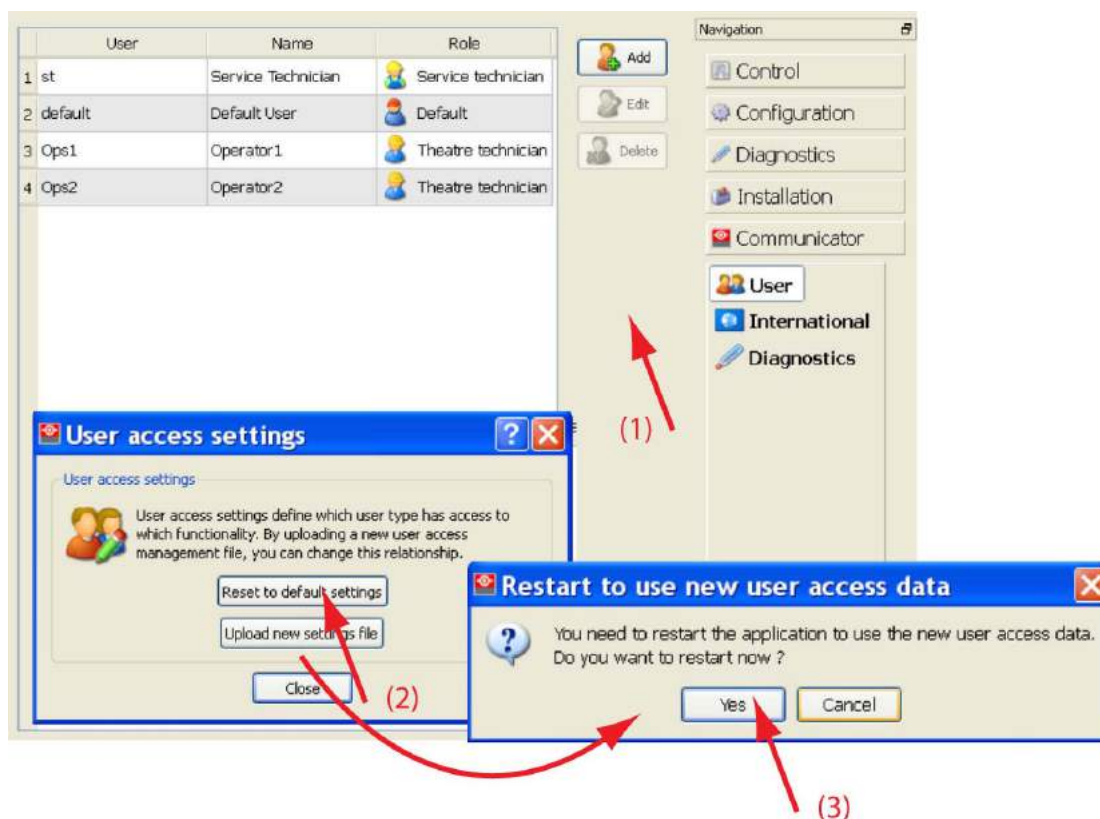 User Name Role
1 st Service Technician Service technician
2 default Default User Default
3 Ops1 Operator1 Theatre technician
4 Ops2 Operator2 Theatre technician
Add
Edit
Delete
Navigation
Control
Configuration
Diagnostics
Installation
Communicator
User
International
Diagnostics
(1)
User access settings
User access settings
User access settings define which user type has access to
which functionality. By uploading a new user access
management file, you can change this relationship.
Reset to default settings
Upload new settings file
Close
(2)
Restart to use new user access data
You need to restart the application to use the new user access data.
Do you want to restart now ?
Yes Cancel
(3)